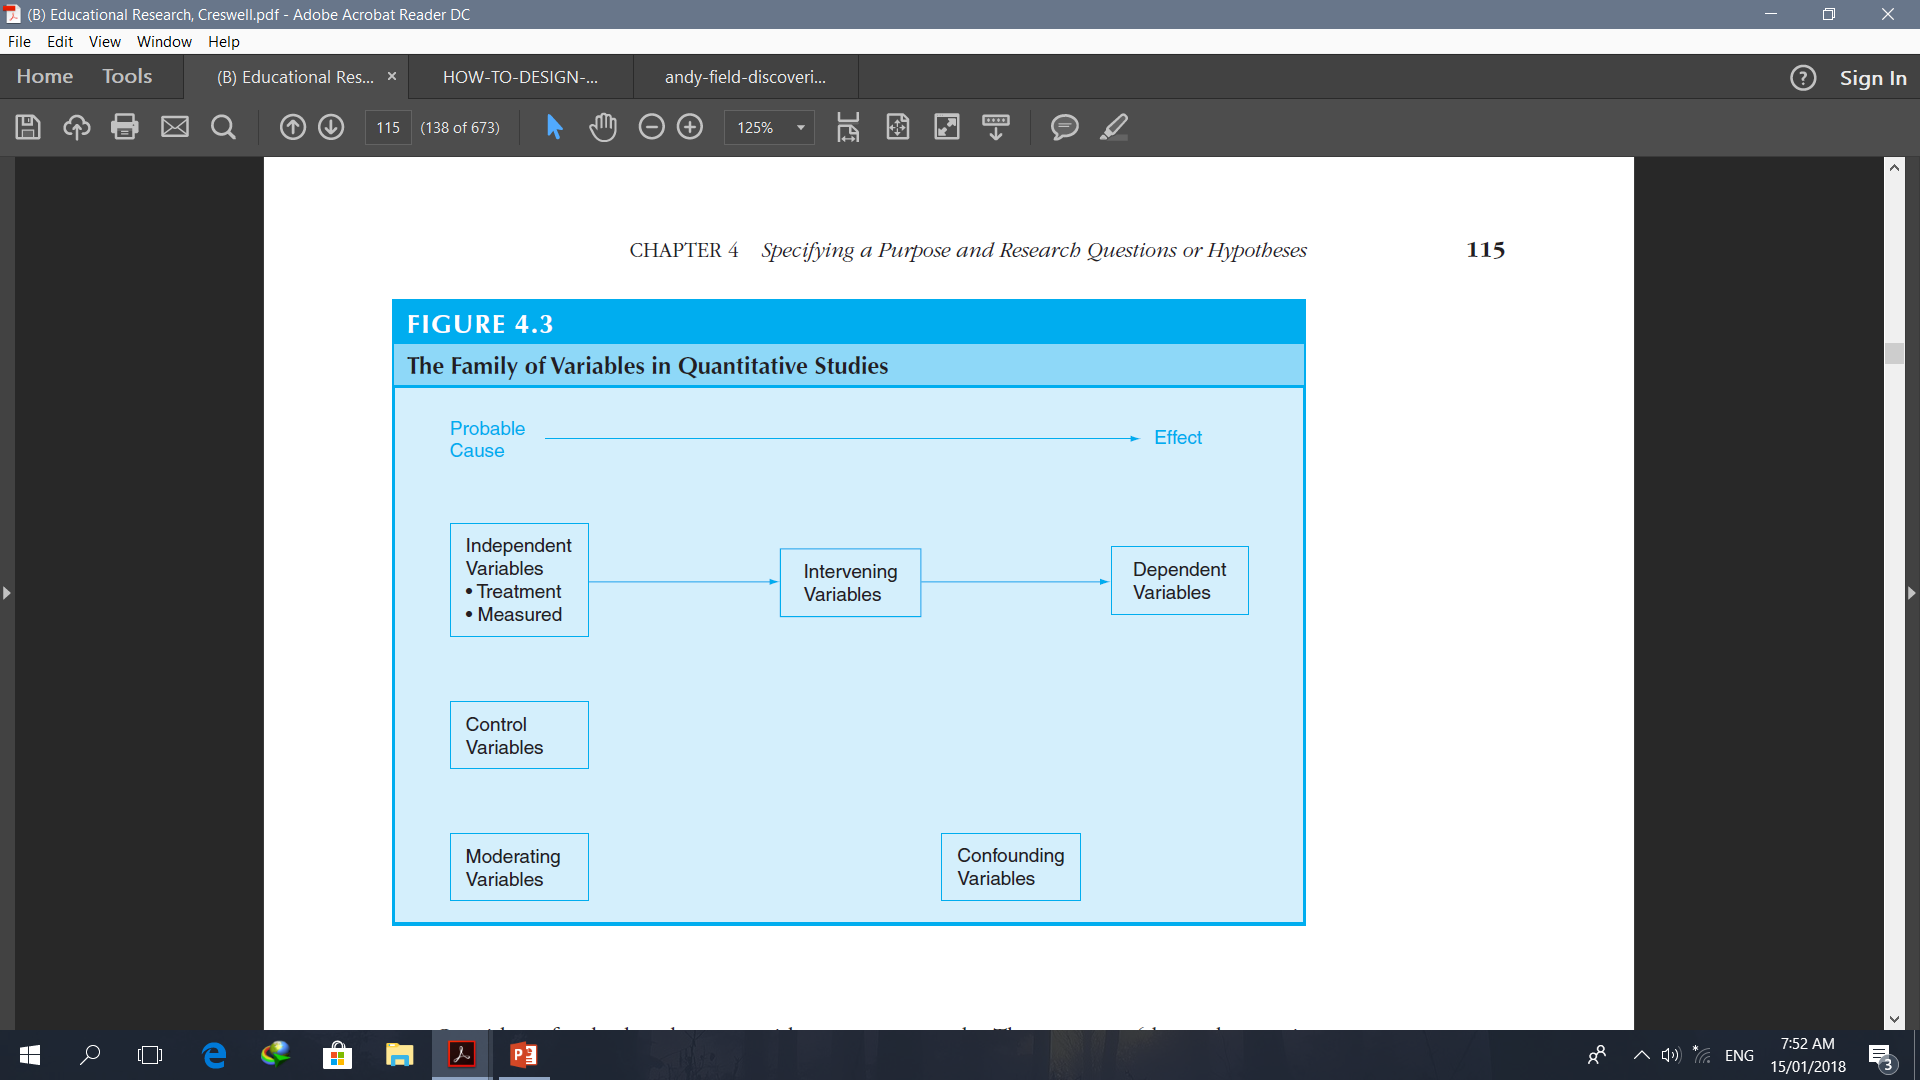 (B) Educational Research, Creswell.pdf - Adobe Acrobat Reader DC
File Edit View Window Help
Home Tools (B) Educational Res... × HOW-TO-DESIGN-... andy-field-discoveri... ? Sign In
115 (138 of 673) 125%
CHAPTER 4 Specifying a Purpose and Research Questions or Hypotheses 115
FIGURE 4.3
The Family of Variables in Quantitative Studies
Probable
Cause
Effect
Independent
Variables
• Treatment
• Measured
Intervening
Variables
Dependent
Variables
Control
Variables
Moderating
Variables
Confounding
Variables
ENG
7:52 AM
15/01/2018
3